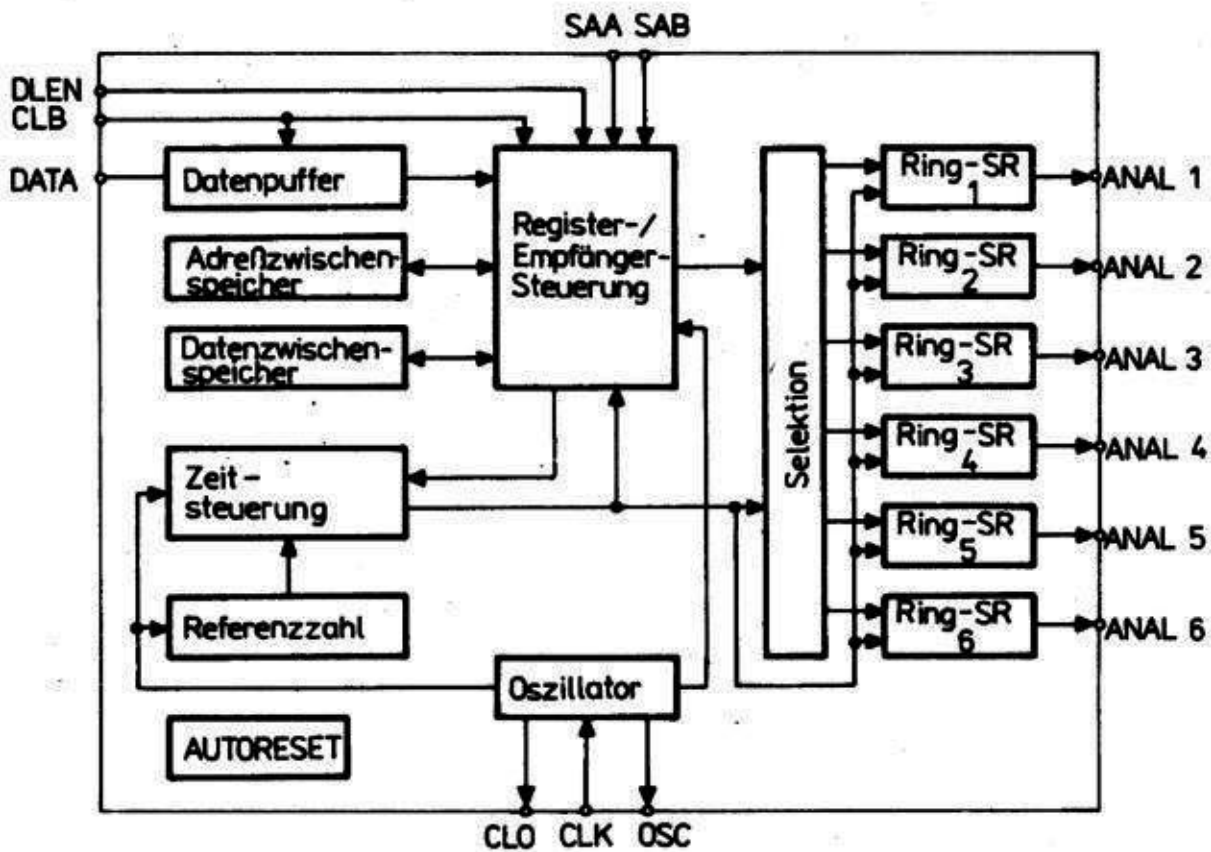 SAA SAB
DLEN
CLB
DATA
Datenpuffer
Adreßzwischen-
speicher
Datenzwischen-
speicher
Register-/
Empfänger-
Steuerung
Zeit-
steuerung
Referenzzahl
Oszillator
AUTORESET
Selektion
Ring-SR
1
Ring-SR
2
Ring-SR
3
Ring-SR
4
Ring-SR
5
Ring-SR
6
ANAL 1
ANAL 2
ANAL 3
ANAL 4
ANAL 5
ANAL 6
CLO CLK OSC